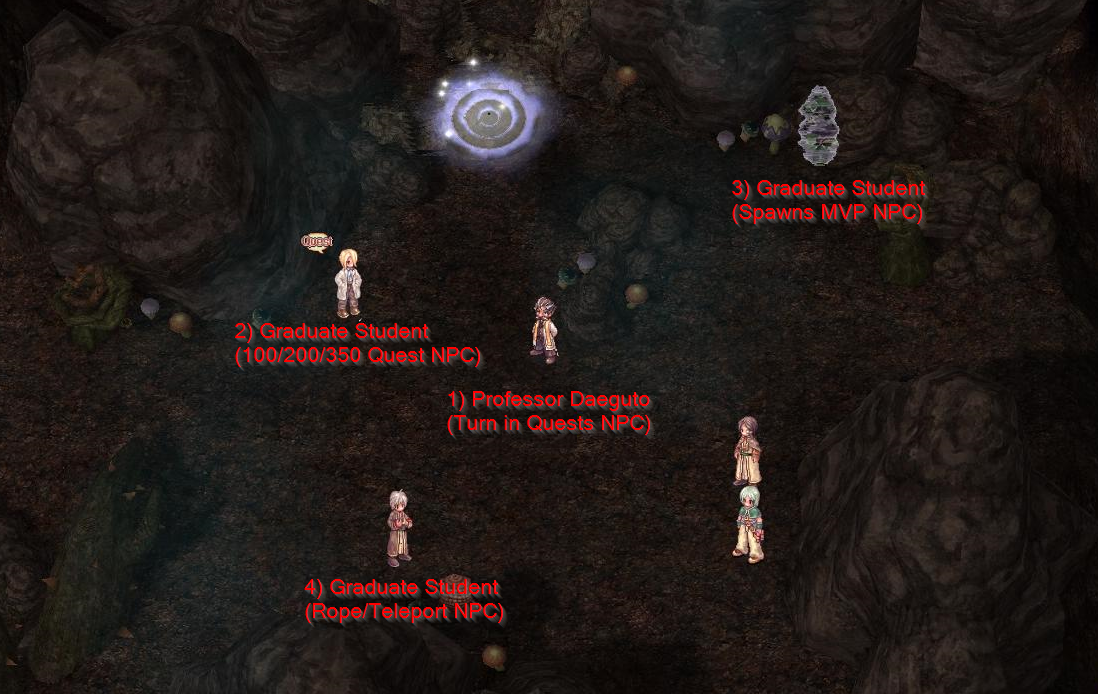 3) Graduate Student
(Spawns MVP NPC)
Quest
2) Graduate Student
(100/200/350 Quest NPC)
1) Professor Daeguto
(Turn in Quests NPC)
4) Graduate Student
(Rope/Teleport NPC)